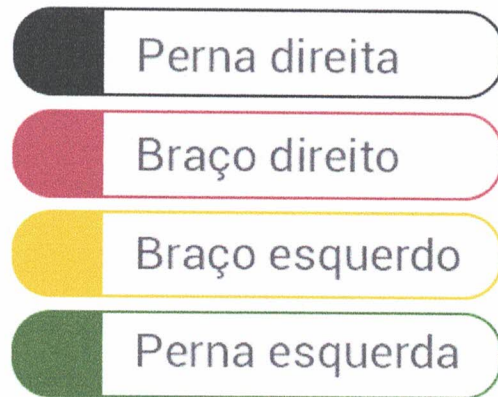 Perna direita
Braço direito
Braço esquerdo
Perna esquerda